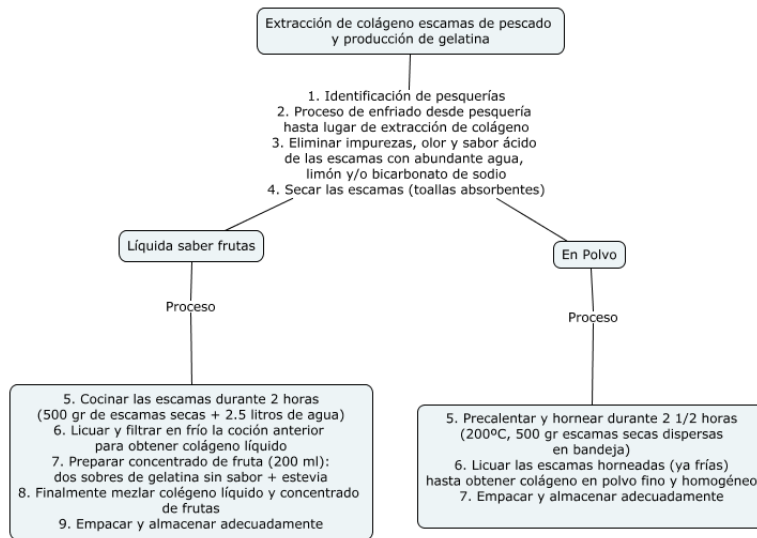 Extracción de colágeno escamas de pescado
y producción de gelatina
1. Identificación de pesquerías
2. Proceso de enfriado desde pesquería
hasta lugar de extracción de colágeno
3. Eliminar impurezas, olor y sabor ácido
de las escamas con abundante agua,
limón y/o bicarbonato de sodio
4. Secar las escamas (toallas absorbentes)
Líquida saber frutas
Proceso
5. Cocinar las escamas durante 2 horas
(500 gr de escamas secas + 2.5 litros de agua)
6. Licuar y filtrar en frío la coción anterior
para obtener colágeno líquido
7. Preparar concentrado de fruta (200 ml):
dos sobres de gelatina sin sabor + estevia
8. Finalmente mezlar colégeno líquido y concentrado
de frutas
9. Empacar y almacenar adecuadamente
En Polvo
Proceso
5. Precalentar y hornear durante 2 1/2 horas
(200ºC, 500 gr escamas secas dispersas
en bandeja)
6. Licuar las escamas horneadas (ya frías)
hasta obtener colágeno en polvo fino y homogéneo
7. Empacar y almacenar adecuadamente